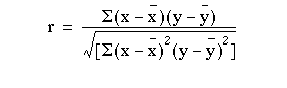 r = Σ(x - x̄)(y - ȳ) / √[Σ(x - x̄)²(y - ȳ)²]